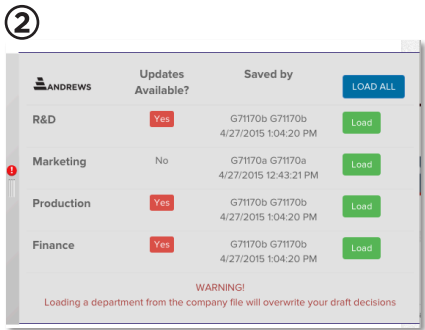 2
ANDREWS Updates Available? Saved by LOAD ALL
R&D Yes G71170b G71170b 4/27/2015 1:04:20 PM Load
Marketing No G71170a G71170a 4/27/2015 12:43:21 PM Load
Production Yes G71170b G71170b 4/27/2015 1:04:20 PM Load
Finance Yes G71170b G71170b 4/27/2015 1:04:20 PM Load
WARNING!
Loading a department from the company file will overwrite your draft decisions